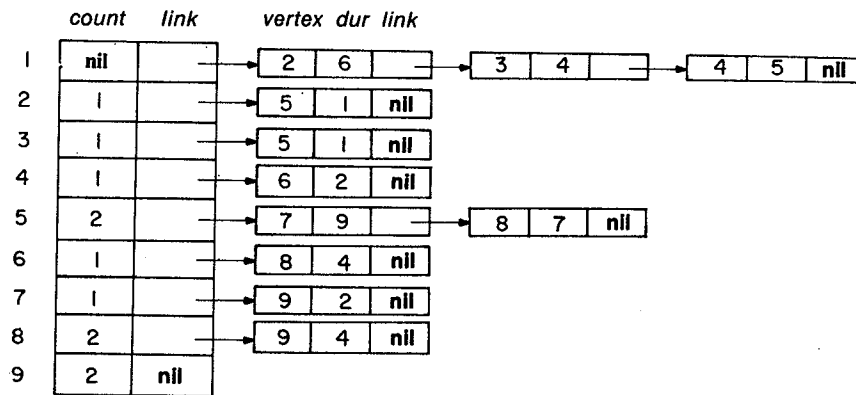 count link vertex dur link
1 nil 2 6 3 4 4 5 nil
2 1 5 1 nil
3 1 5 1 nil
4 1 6 2 nil
5 2 7 9 8 7 nil
6 1 8 4 nil
7 1 9 2 nil
8 2 9 4 nil
9 2 nil